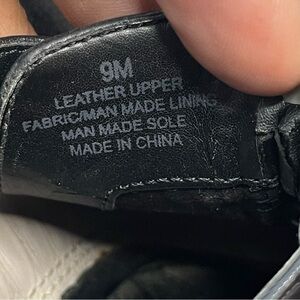 9M
LEATHER UPPER
FABRIC/MAN MADE LINING
MAN MADE SOLE
MADE IN CHINA